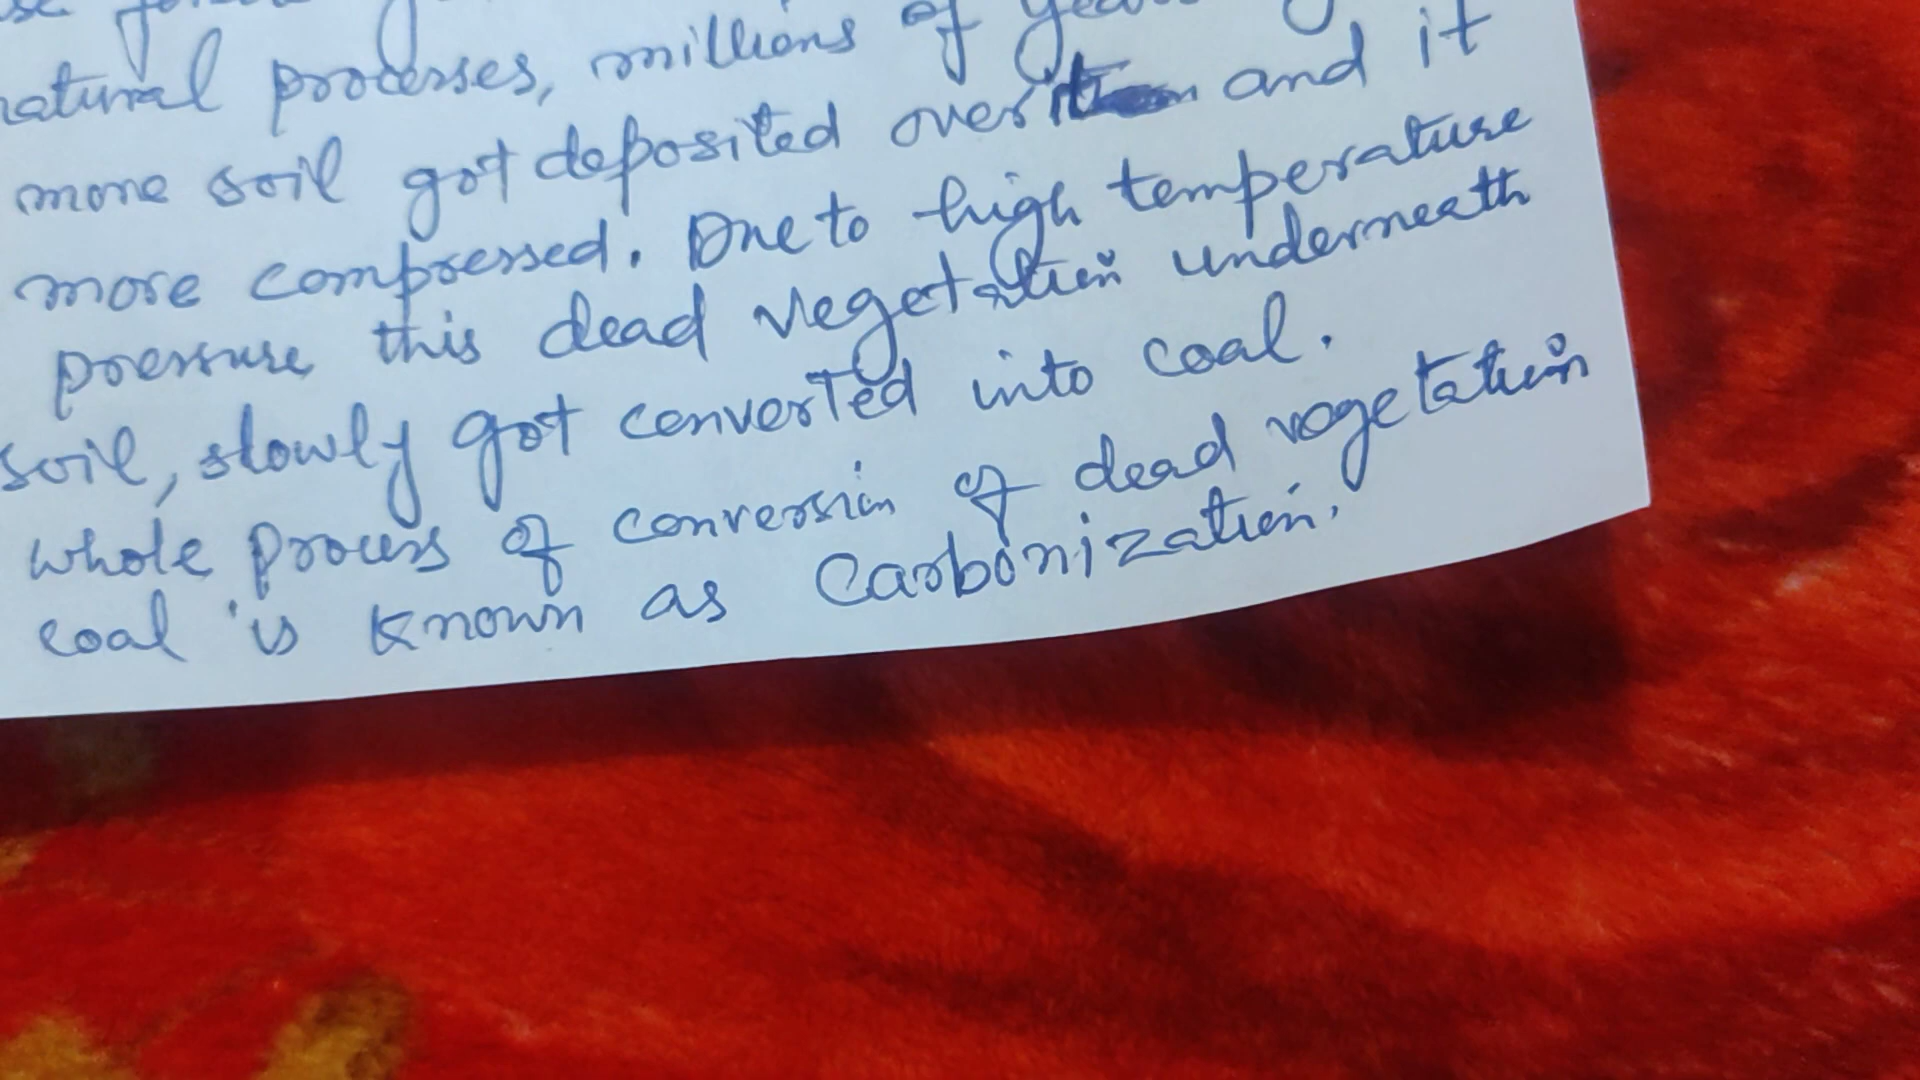 natural processes, millions of years
more soil got deposited over it and it
more compressed. Due to high temperature
pressure this dead vegetation underneath
soil, slowly got converted into coal.
whole process of conversion of dead vegetation
coal is known as Carbonization.